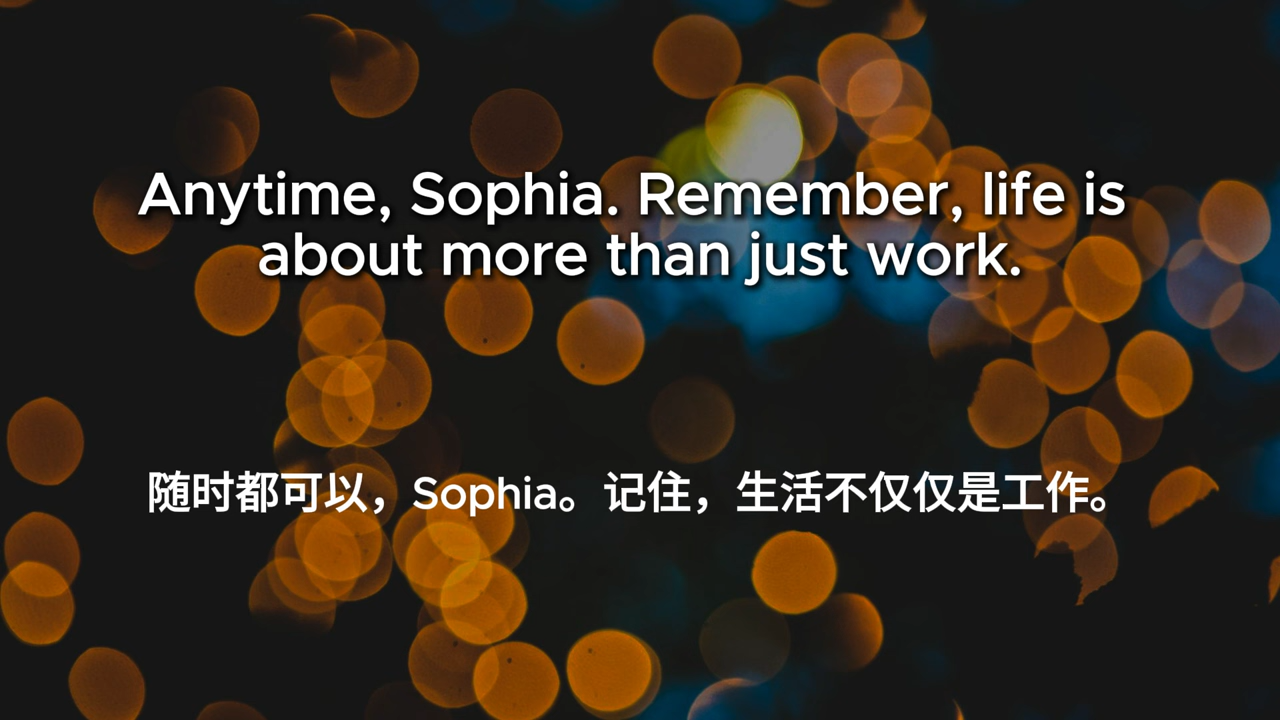 Anytime, Sophia. Remember, life is
about more than just work.
随时都可以，Sophia。记住，生活不仅仅是工作。